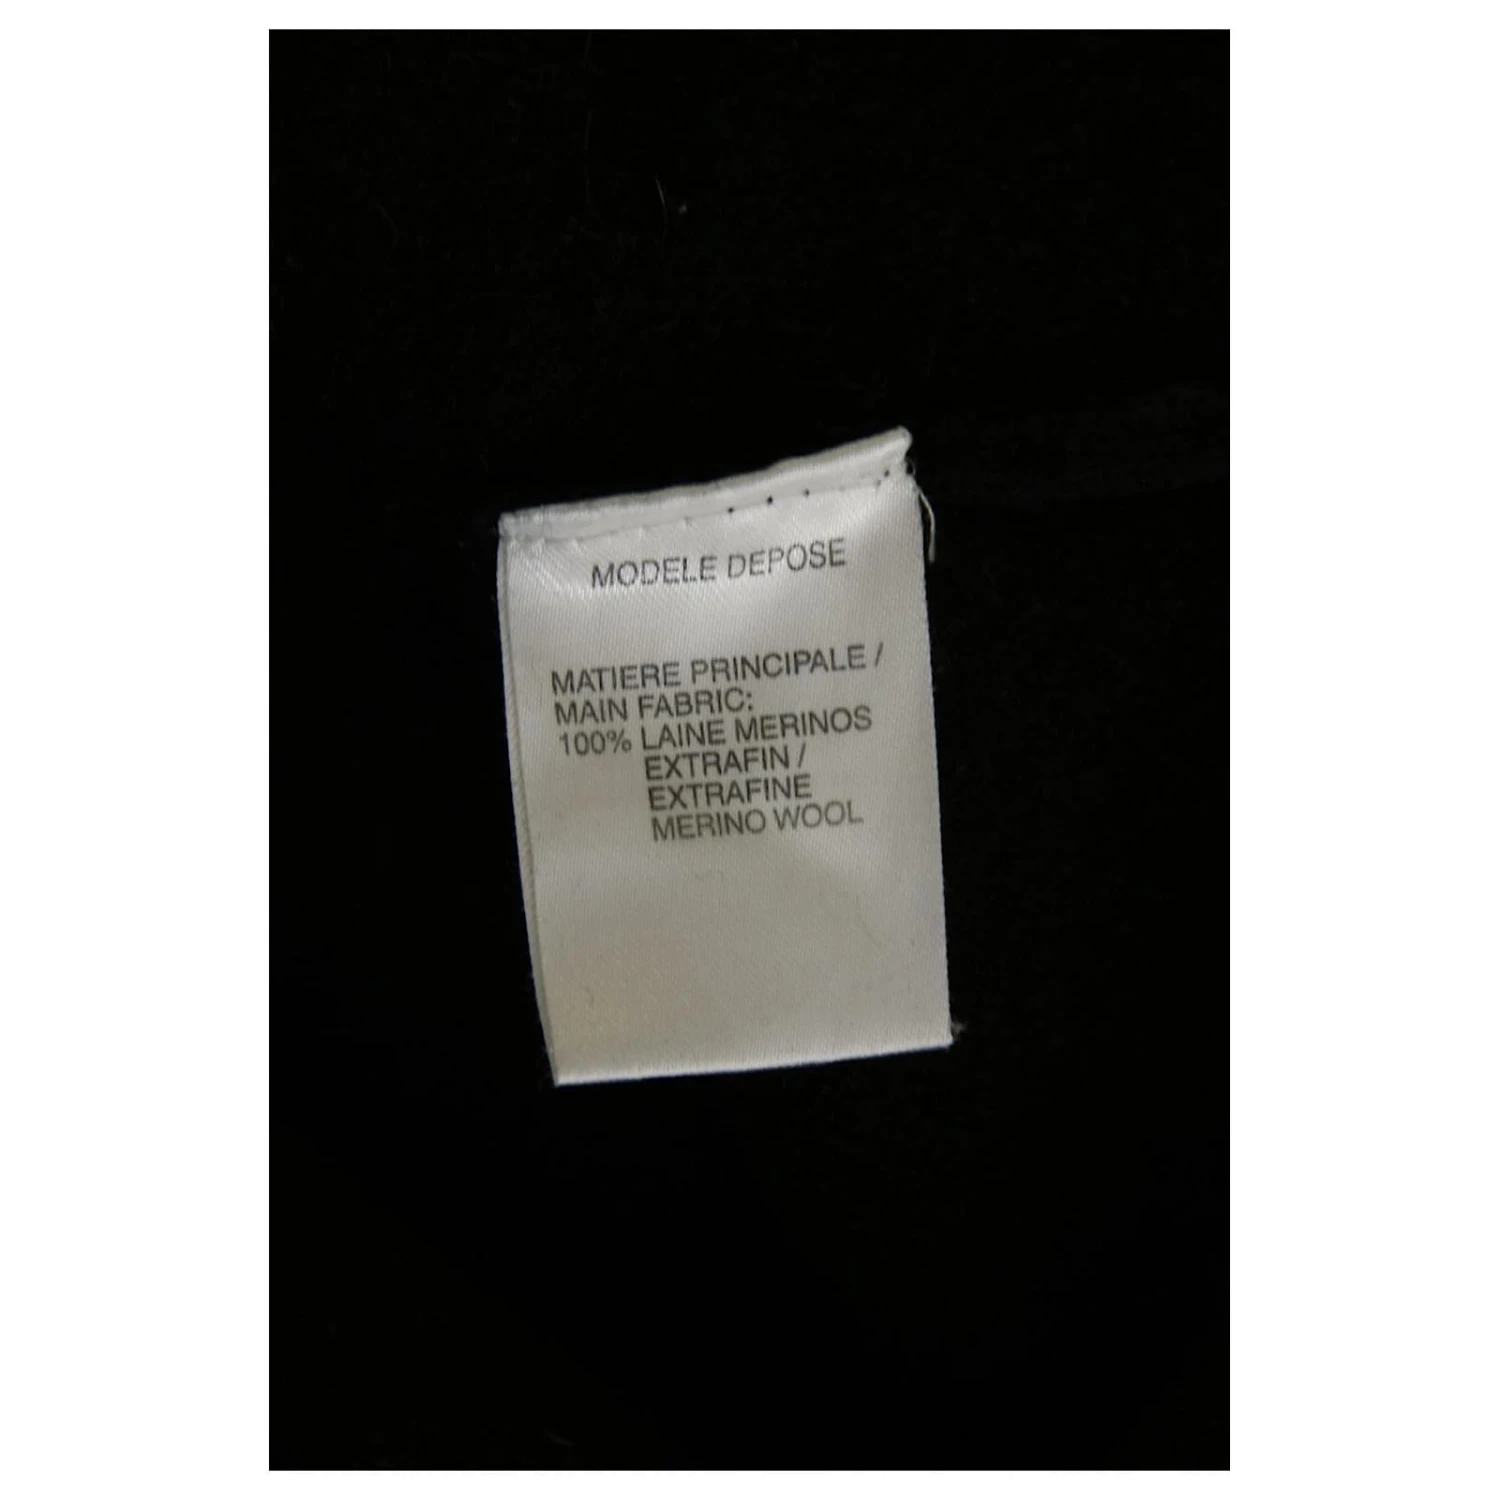 MODELE DEPOSE
MATIERE PRINCIPALE /
MAIN FABRIC:
100% LAINE MERINOS
EXTRAFIN /
EXTRAFINE
MERINO WOOL